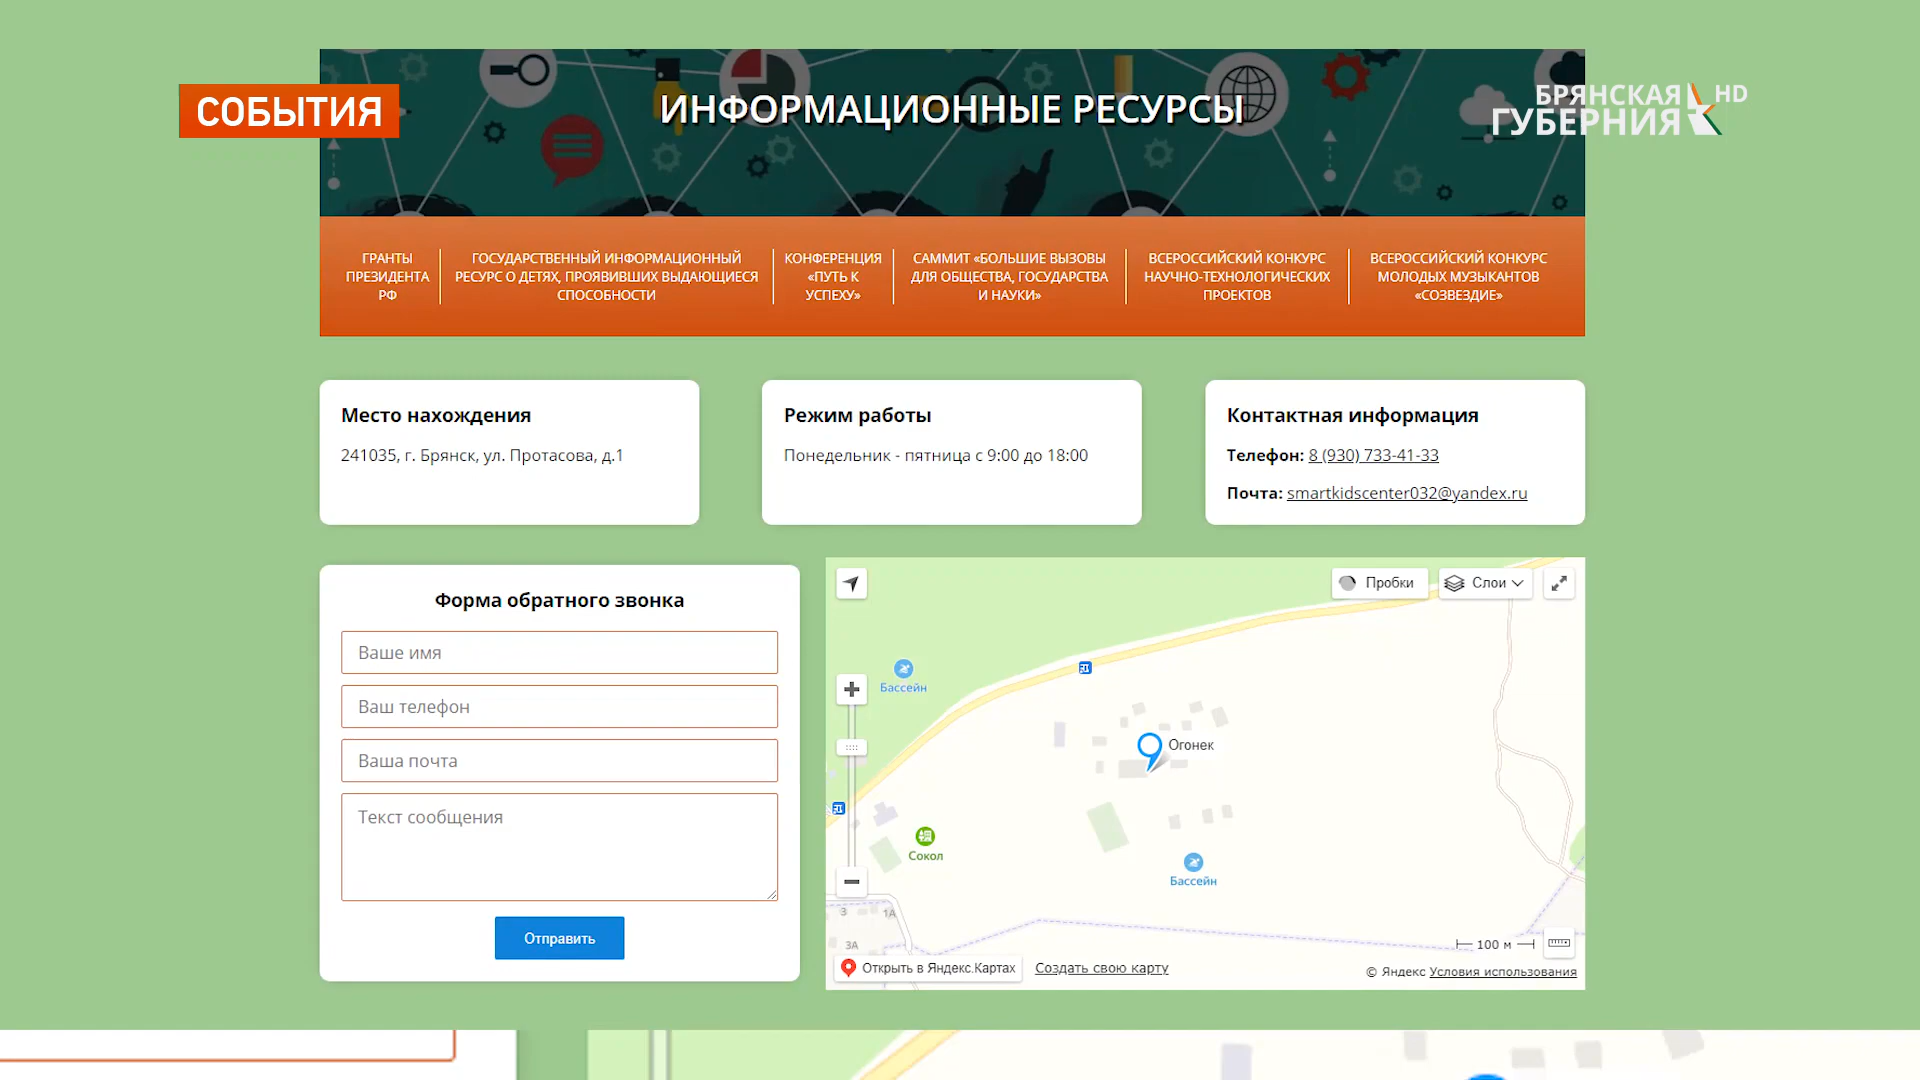 СОБЫТИЯ
ИНФОРМАЦИОННЫЕ РЕСУРСЫ
БРЯНСКАЯ HD
ГУБЕРНИЯ
ГРАНТЫ
ПРЕЗИДЕНТА
РФ
ГОСУДАРСТВЕННЫЙ ИНФОРМАЦИОННЫЙ
РЕСУРС О ДЕТЯХ, ПРОЯВИВШИХ ВЫДАЮЩИЕСЯ
СПОСОБНОСТИ
КОНФЕРЕНЦИЯ
«ПУТЬ К
УСПЕХУ»
САММИТ «БОЛЬШИЕ ВЫЗОВЫ
ДЛЯ ОБЩЕСТВА, ГОСУДАРСТВА
И НАУКИ»
ВСЕРОССИЙСКИЙ КОНКУРС
НАУЧНО-ТЕХНОЛОГИЧЕСКИХ
ПРОЕКТОВ
ВСЕРОССИЙСКИЙ КОНКУРС
МОЛОДЫХ МУЗЫКАНТОВ
«СОЗВЕЗДИЕ»
Место нахождения
241035, г. Брянск, ул. Протасова, д.1
Режим работы
Понедельник - пятница с 9:00 до 18:00
Контактная информация
Телефон: 8 (930) 733-41-33
Почта: smartkidscenter032@yandex.ru
Форма обратного звонка
Ваше имя
Ваш телефон
Ваша почта
Текст сообщения
Отправить
Пробки
Слои
Бассейн
Огонек
Сокол
Бассейн
3
1А
3А
100 м
Открыть в Яндекс.Картах
Создать свою карту
© Яндекс Условия использования